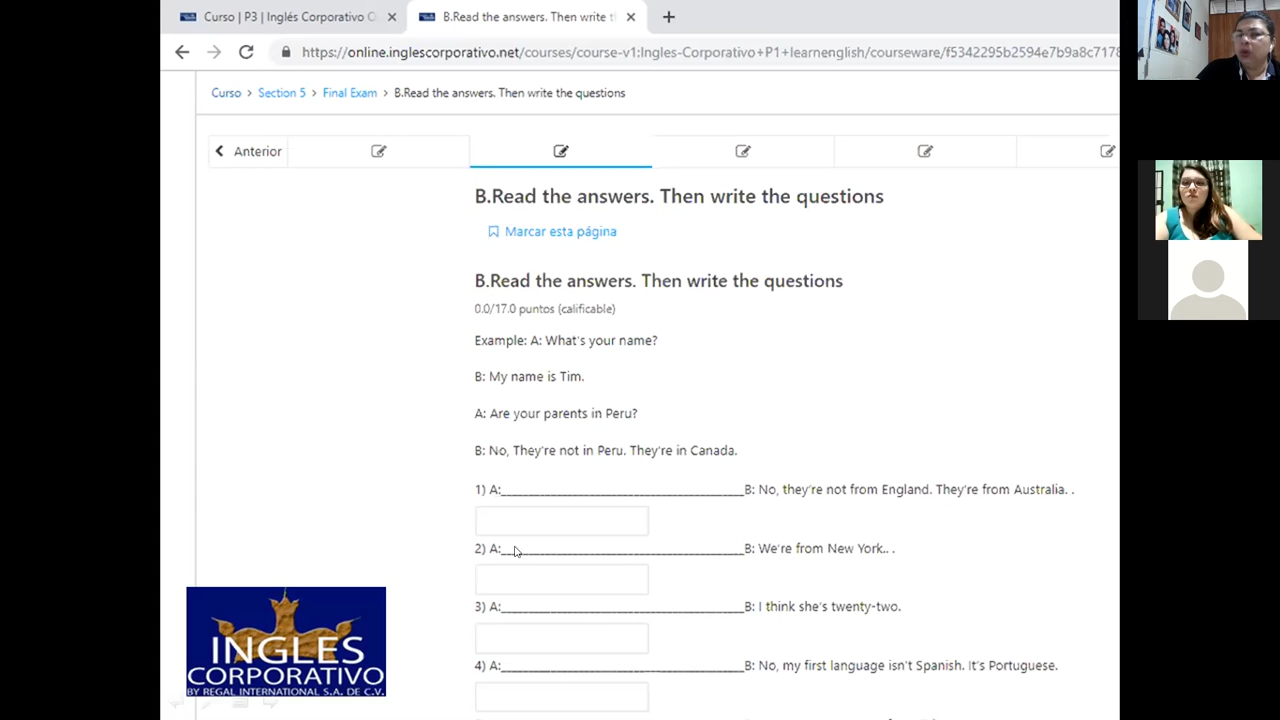 Curso | P3 | Inglés Corporativo O
B.Read the answers. Then write t
https://online.inglescorporativo.net/courses/course-v1:Ingles-Corporativo+P1+learnenglish/courseware/f5342295b2594e7b9a8c7178
Curso > Section 5 > Final Exam > B.Read the answers. Then write the questions
Anterior
B.Read the answers. Then write the questions
Marcar esta página
B.Read the answers. Then write the questions
0.0/17.0 puntos (calificable)
Example: A: What's your name?
B: My name is Tim.
A: Are your parents in Peru?
B: No, They're not in Peru. They're in Canada.
1) A:___________________________________B: No, they're not from England. They're from Australia. .
2) A:___________________________________B: We're from New York.. .
3) A:___________________________________B: I think she's twenty-two.
4) A:___________________________________B: No, my first language isn't Spanish. It's Portuguese.
INGLES
CORPORATIVO
BY REGAL INTERNATIONAL S.A. DE C.V.